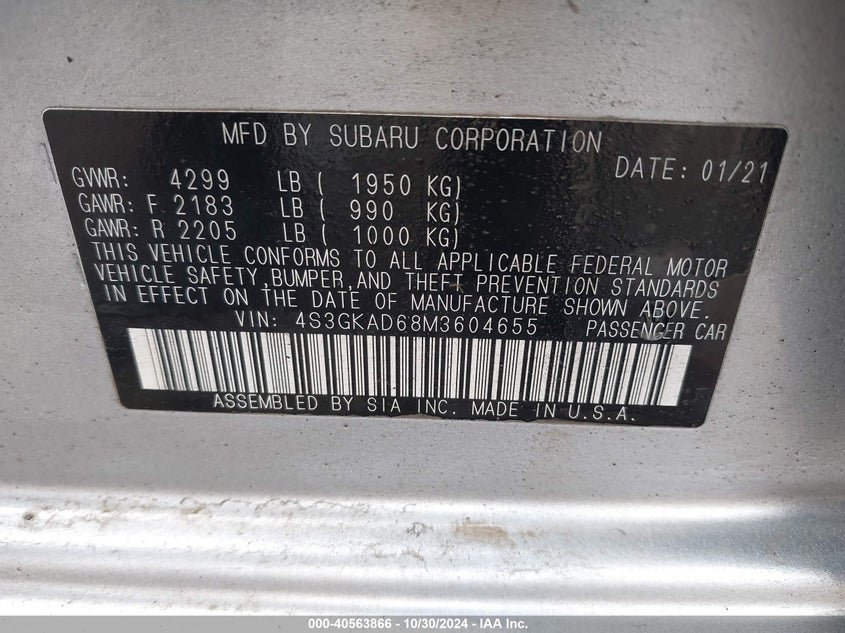 MFD BY SUBARU CORPORATION
DATE: 01/21
GVWR: 4299 LB ( 1950 KG)
GAWR: F 2183 LB ( 990 KG)
GAWR: R 2205 LB ( 1000 KG)
THIS VEHICLE CONFORMS TO ALL APPLICABLE FEDERAL MOTOR
VEHICLE SAFETY,BUMPER,AND THEFT PREVENTION STANDARDS
IN EFFECT ON THE DATE OF MANUFACTURE SHOWN ABOVE.
VIN: 4S3GKAD68M3604655 PASSENGER CAR
ASSEMBLED BY SIA INC. MADE IN U.S.A.
000-40563866 - 10/30/2024 - IAA Inc.